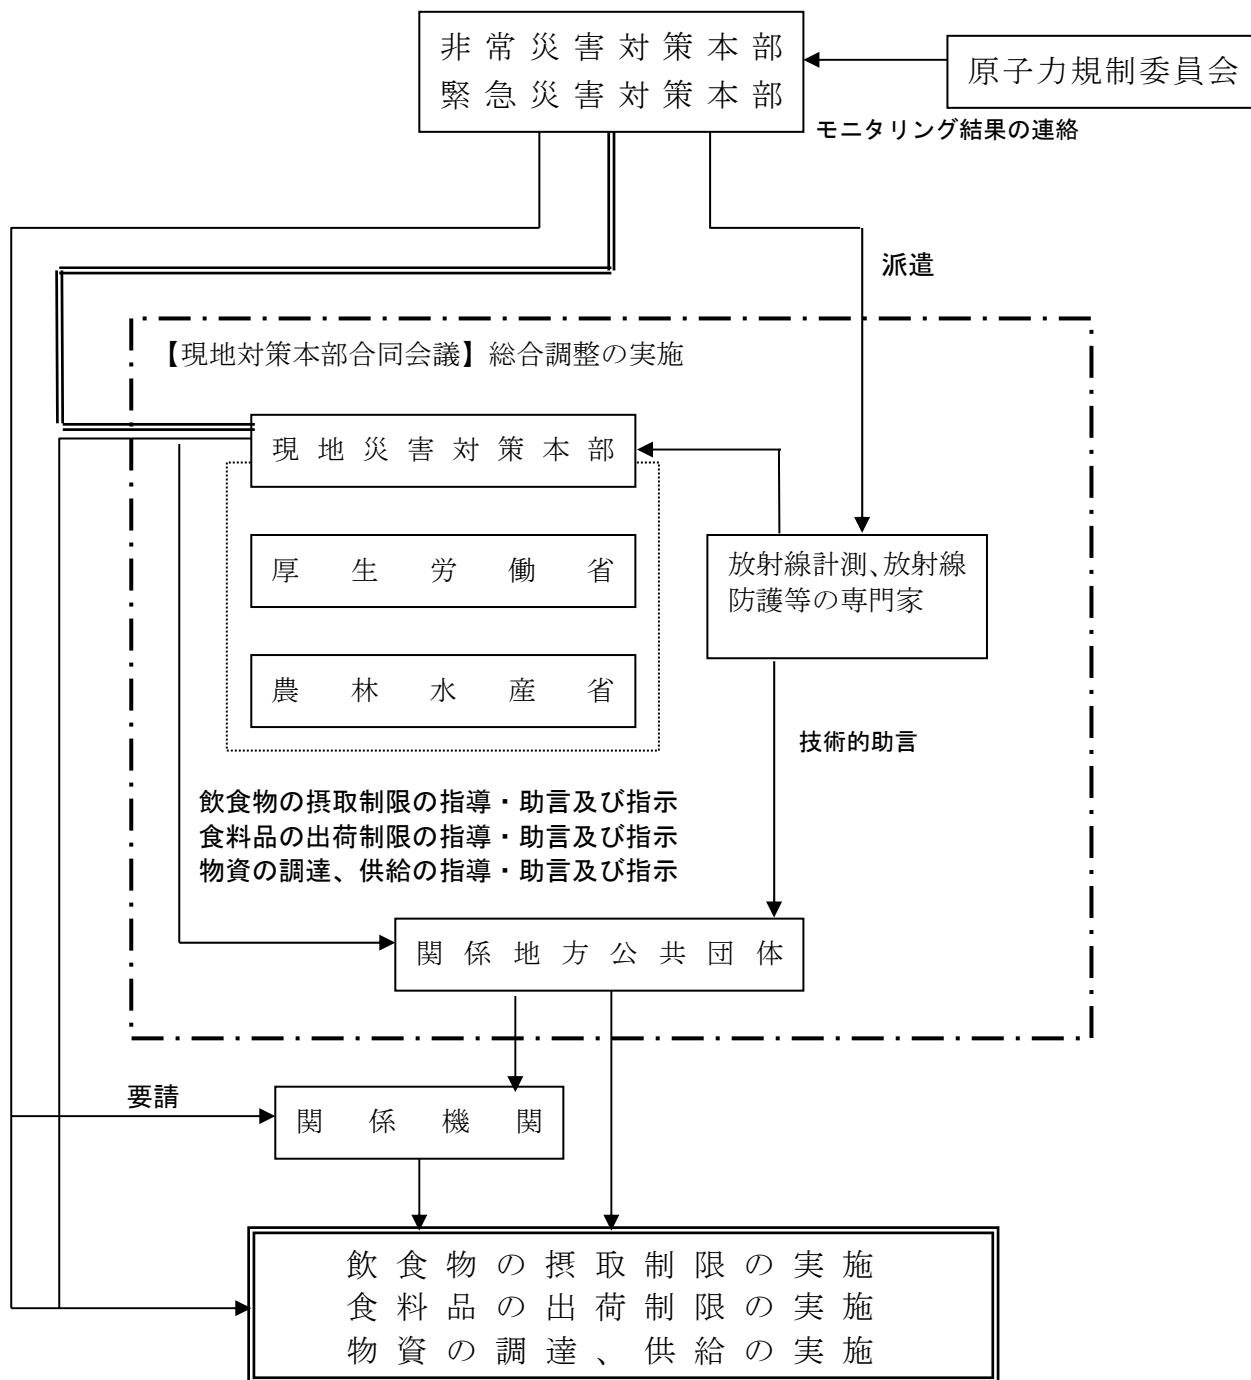 非常災害対策本部
緊急災害対策本部
原子力規制委員会
モニタリング結果の連絡
派遣
【現地対策本部合同会議】総合調整の実施
現地災害対策本部
厚生労働省
放射線計測、放射線
防護等の専門家
農林水産省
技術的助言
飲食物の摂取制限の指導・助言及び指示
食料品の出荷制限の指導・助言及び指示
物資の調達、供給の指導・助言及び指示
関係地方公共団体
要請
関係機関
飲食物の摂取制限の実施
食料品の出荷制限の実施
物資の調達、供給の実施